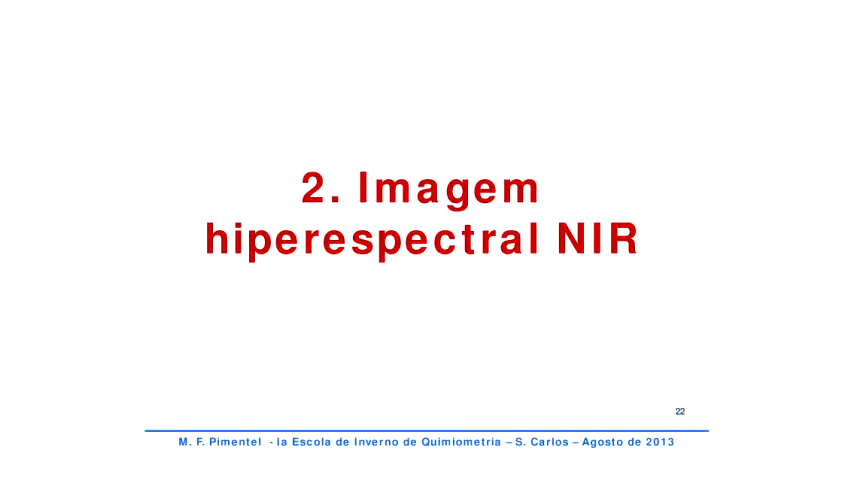 2. Imagem
hiperespectral NIR
22
M. F. Pimentel - Ia Escola de Inverno de Quimiometria – S. Carlos – Agosto de 2013